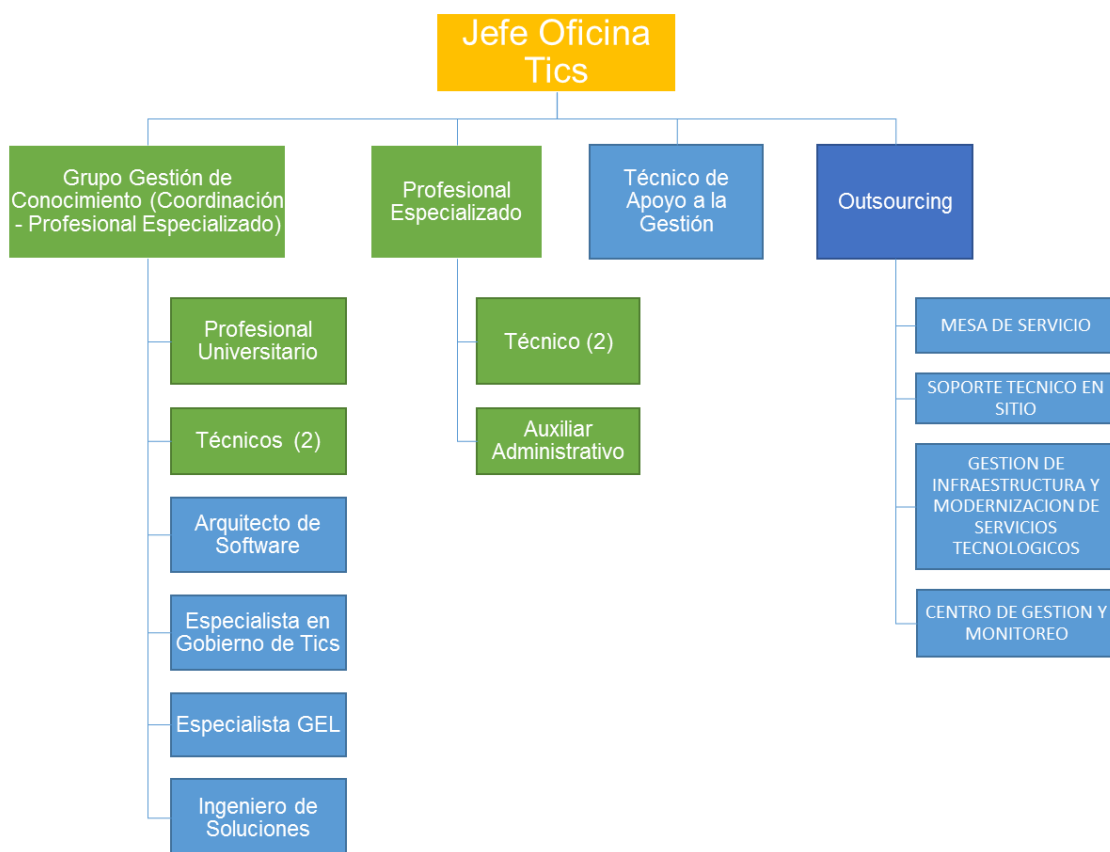 Jefe Oficina
Tics
Grupo Gestión de
Conocimiento (Coordinación
- Profesional Especializado)
Profesional
Especializado
Técnico de
Apoyo a la
Gestión
Outsourcing
Profesional
Universitario
Técnicos (2)
Arquitecto de
Software
Especialista en
Gobierno de Tics
Especialista GEL
Ingeniero de
Soluciones
Técnico (2)
Auxiliar
Administrativo
MESA DE SERVICIO
SOPORTE TECNICO EN
SITIO
GESTION DE
INFRAESTRUCTURA Y
MODERNIZACION DE
SERVICIOS
TECNOLOGICOS
CENTRO DE GESTION Y
MONITOREO